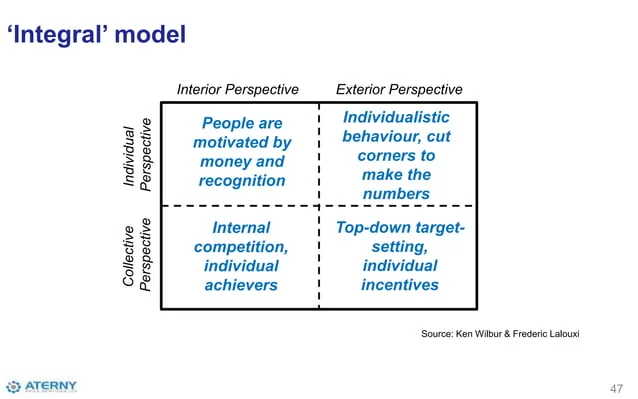 ‘Integral’ model
Interior Perspective
Exterior Perspective
Individual
Perspective
People are
motivated by
money and
recognition
Individualistic
behaviour, cut
corners to
make the
numbers
Collective
Perspective
Internal
competition,
individual
achievers
Top-down target-
setting,
individual
incentives
Source: Ken Wilbur & Frederic Lalouxi
ATERNY
47